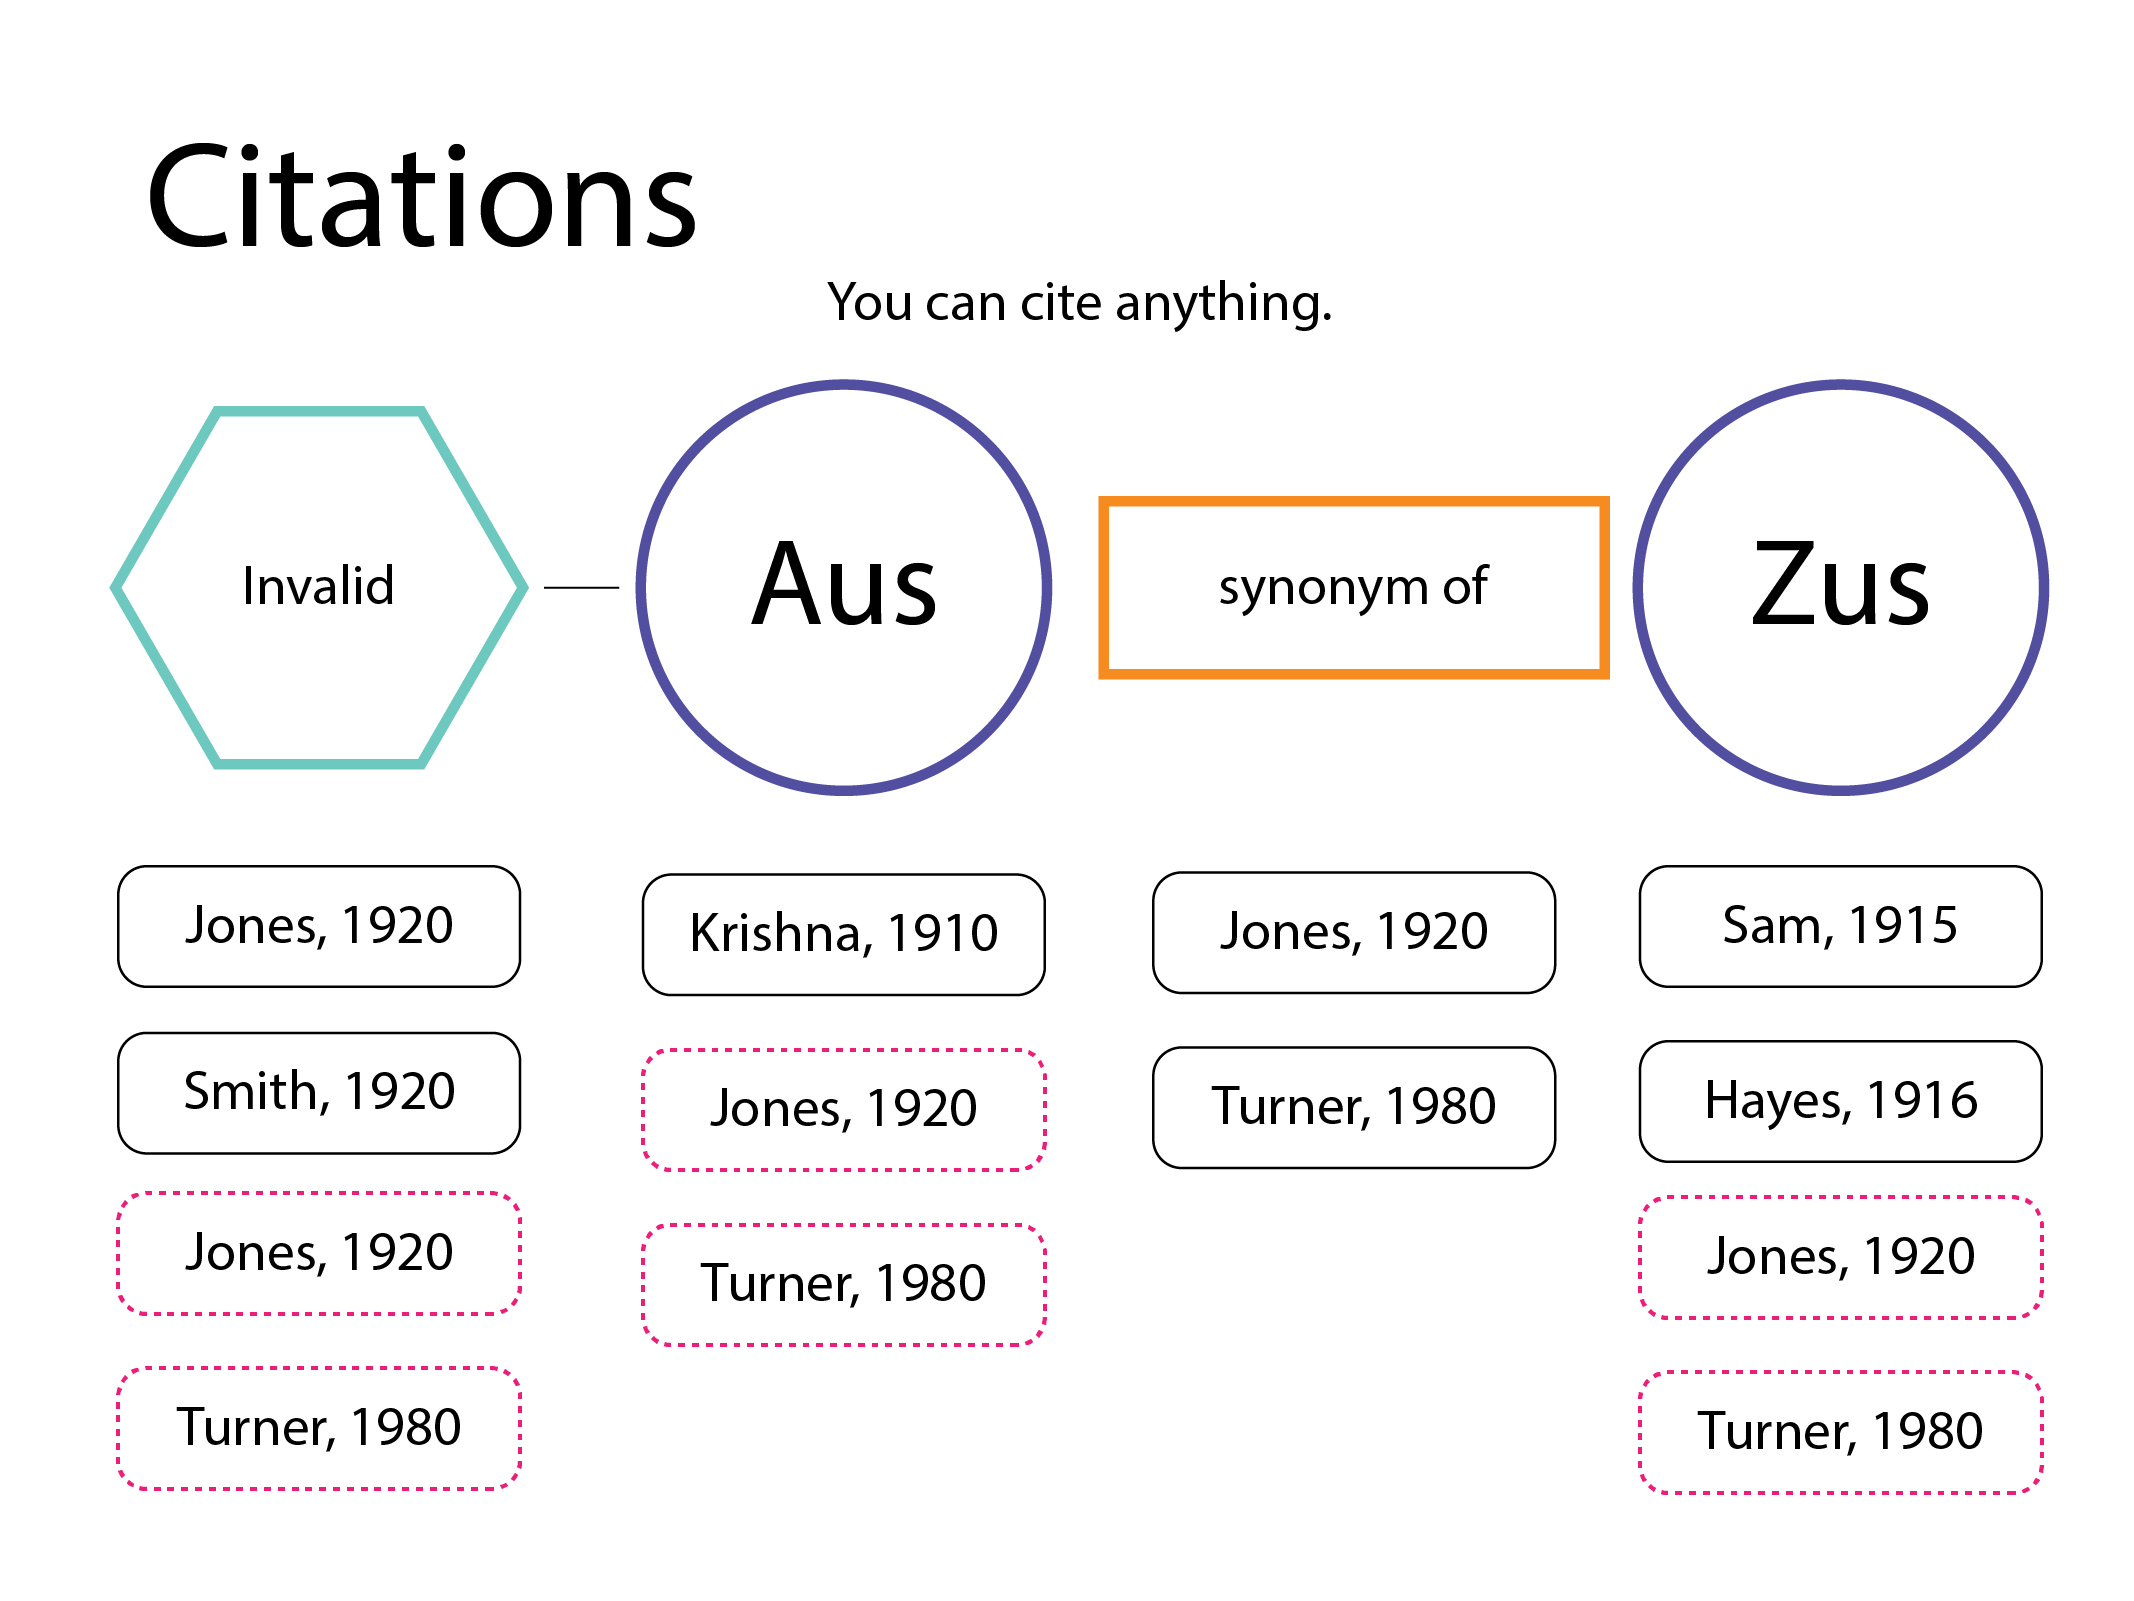 Citations
You can cite anything.
Invalid
Aus
synonym of
Zus
Jones, 1920
Krishna, 1910
Jones, 1920
Sam, 1915
Smith, 1920
Jones, 1920
Turner, 1980
Hayes, 1916
Jones, 1920
Turner, 1980
Jones, 1920
Turner, 1980
Turner, 1980